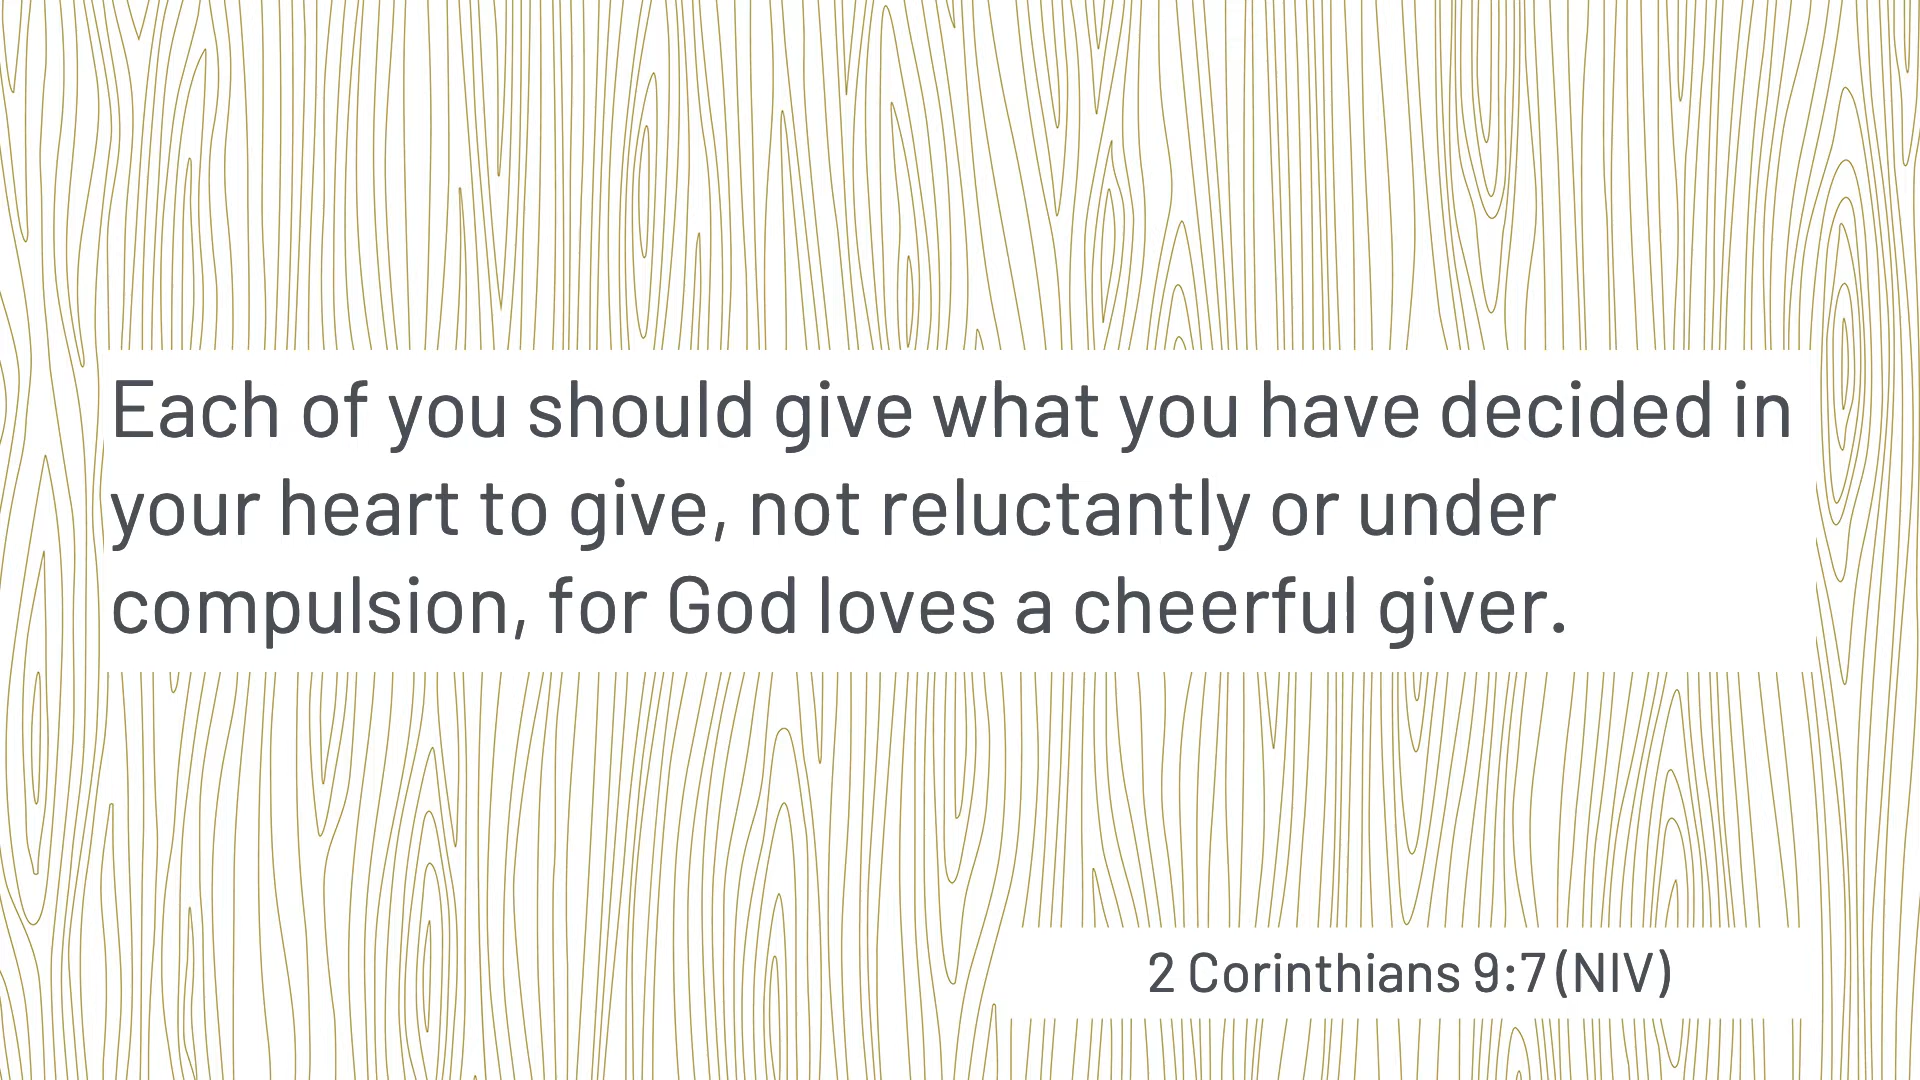 Each of you should give what you have decided in
your heart to give, not reluctantly or under
compulsion, for God loves a cheerful giver.
2 Corinthians 9:7 (NIV)